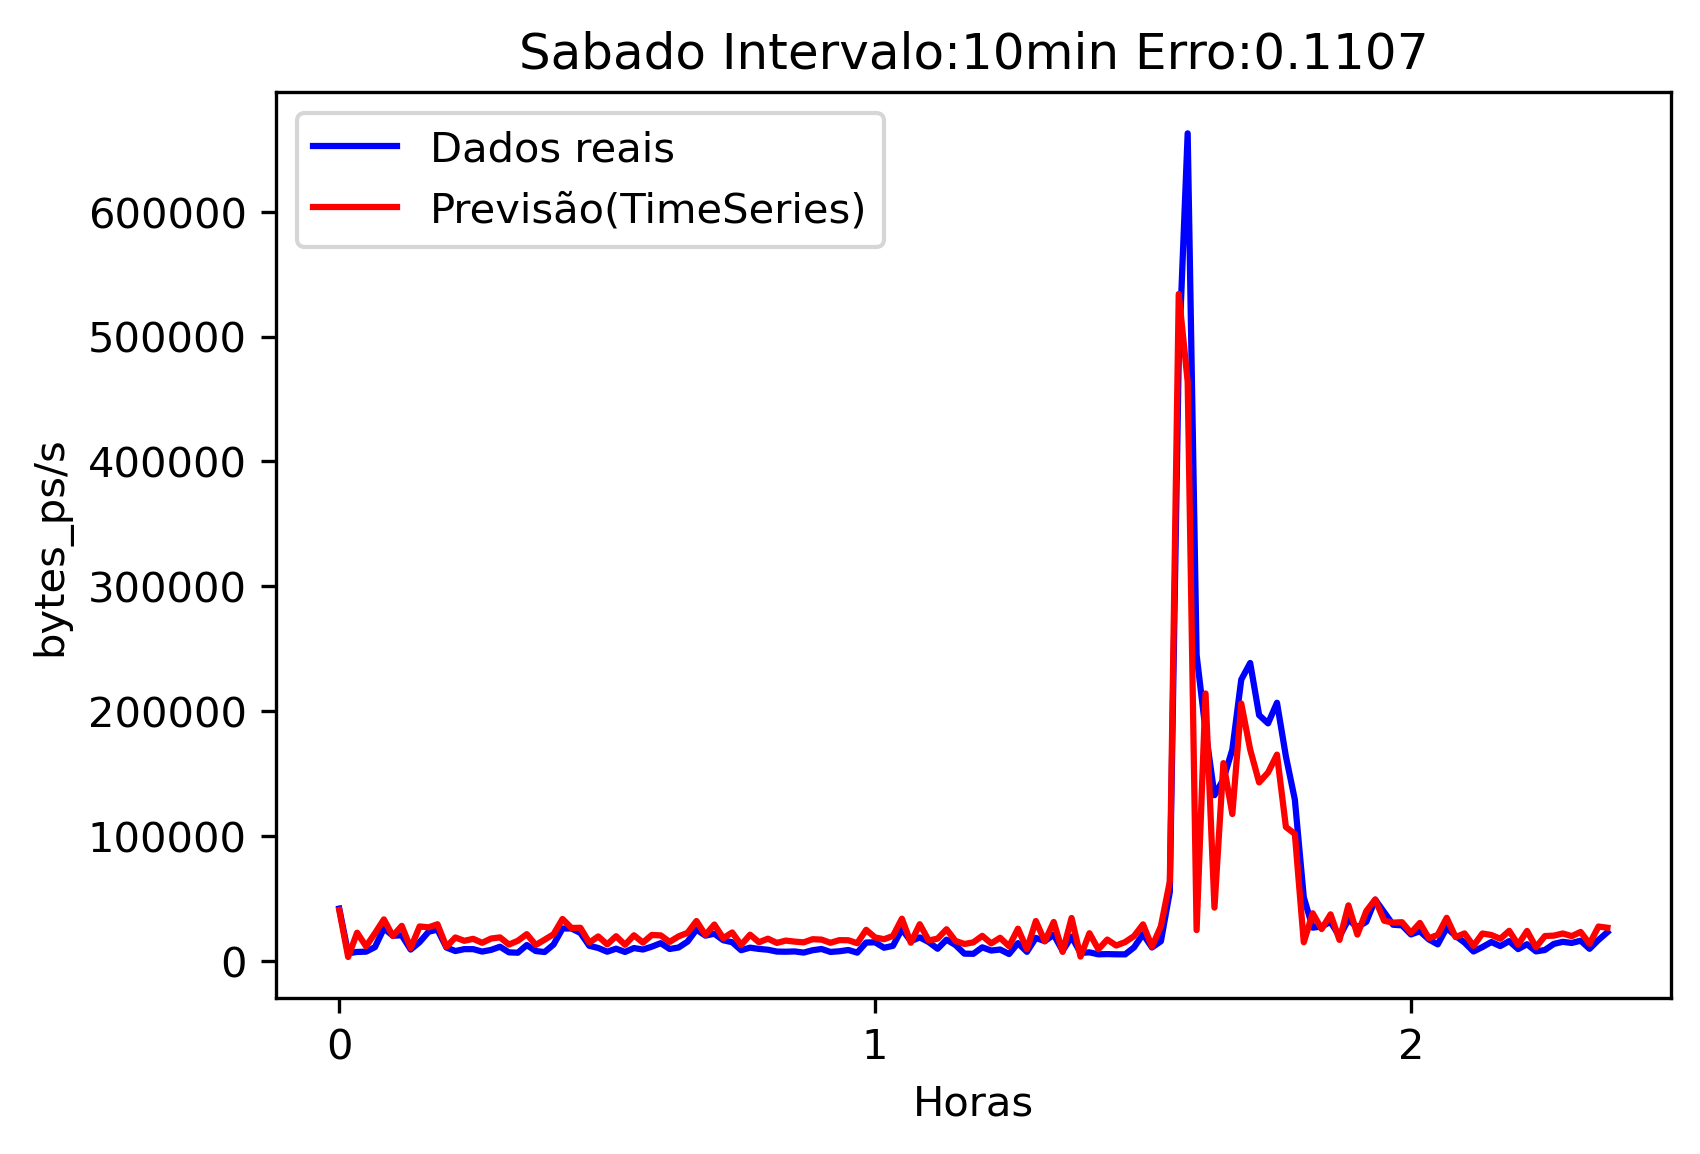 Sabado Intervalo:10min Erro:0.1107
Dados reais
Previsão(TimeSeries)
600000
500000
400000
300000
200000
100000
0
bytes_ps/s
0 1 2
Horas